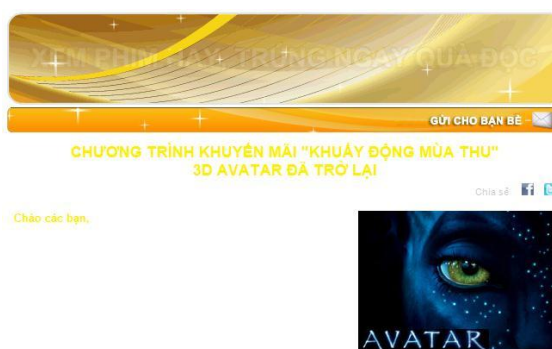 XEM PHIM HAY, TRÚNG NGAY QUÀ ĐỘC
GỬI CHO BẠN BÈ -
CHƯƠNG TRÌNH KHUYẾN MÃI "KHUẤY ĐỘNG MÙA THU"
3D AVATAR ĐÃ TRỞ LẠI
Chia sẻ
Chào các bạn,
AVATAR